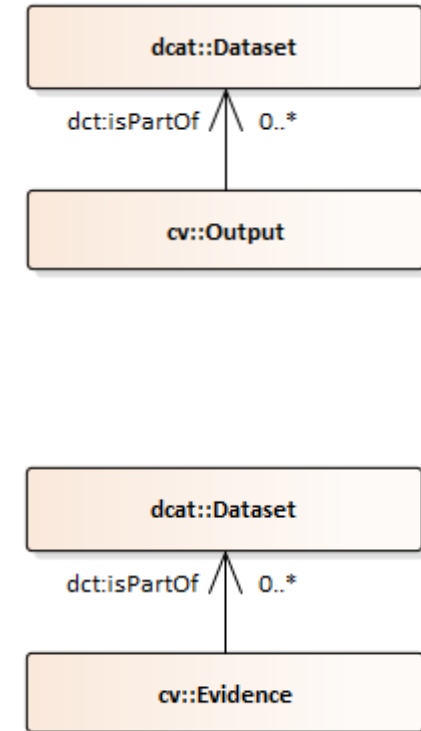 dcat::Dataset
dct:isPartOf 0..*
cv::Output
dcat::Dataset
dct:isPartOf 0..*
cv::Evidence